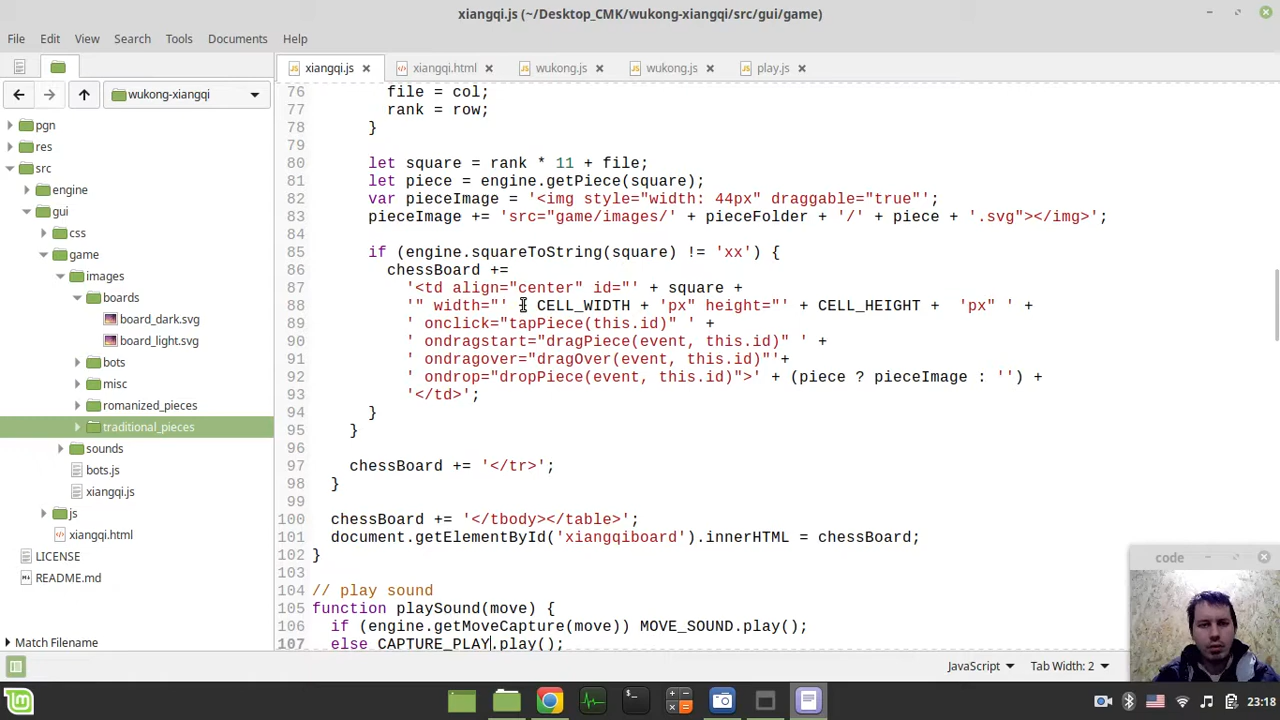 xiangqi.js (~/Desktop_CMK/wukong-xiangqi/src/gui/game)
File Edit View Search Tools Documents Help
xiangqi.js xiangqi.html wukong.js wukong.js play.js
wukong-xiangqi
pgn
res
src
engine
gui
css
game
images
boards
board_dark.svg
board_light.svg
bots
misc
romanized_pieces
traditional_pieces
sounds
bots.js
xiangqi.js
js
xiangqi.html
LICENSE
README.md
Match Filename
76 file = col;
77 rank = row;
78 }
79
80 let square = rank * 11 + file;
81 let piece = engine.getPiece(square);
82 var pieceImage = '<img style="width: 44px" draggable="true"';
83 pieceImage += 'src="game/images/' + pieceFolder + '/' + piece + '.svg"></img>';
84
85 if (engine.squareToString(square) != 'xx') {
86 chessBoard +=
87 '<td align="center" id="' + square +
88 '" width="' + CELL_WIDTH + 'px" height="' + CELL_HEIGHT +  'px" ' +
89 ' onclick="tapPiece(this.id)" ' +
90 ' ondragstart="dragPiece(event, this.id)" ' +
91 ' ondragover="dragOver(event, this.id)"'+
92 ' ondrop="dropPiece(event, this.id)">' + (piece ? pieceImage : '') +
93 '</td>';
94 }
95 }
96
97 chessBoard += '</tr>';
98 }
99
100 chessBoard += '</tbody></table>';
101 document.getElementById('xiangqiboard').innerHTML = chessBoard;
102 }
103
104 // play sound
105 function playSound(move) {
106 if (engine.getMoveCapture(move)) MOVE_SOUND.play();
107 else CAPTURE_PLAY.play();
code
JavaScript Tab Width: 2
23:18